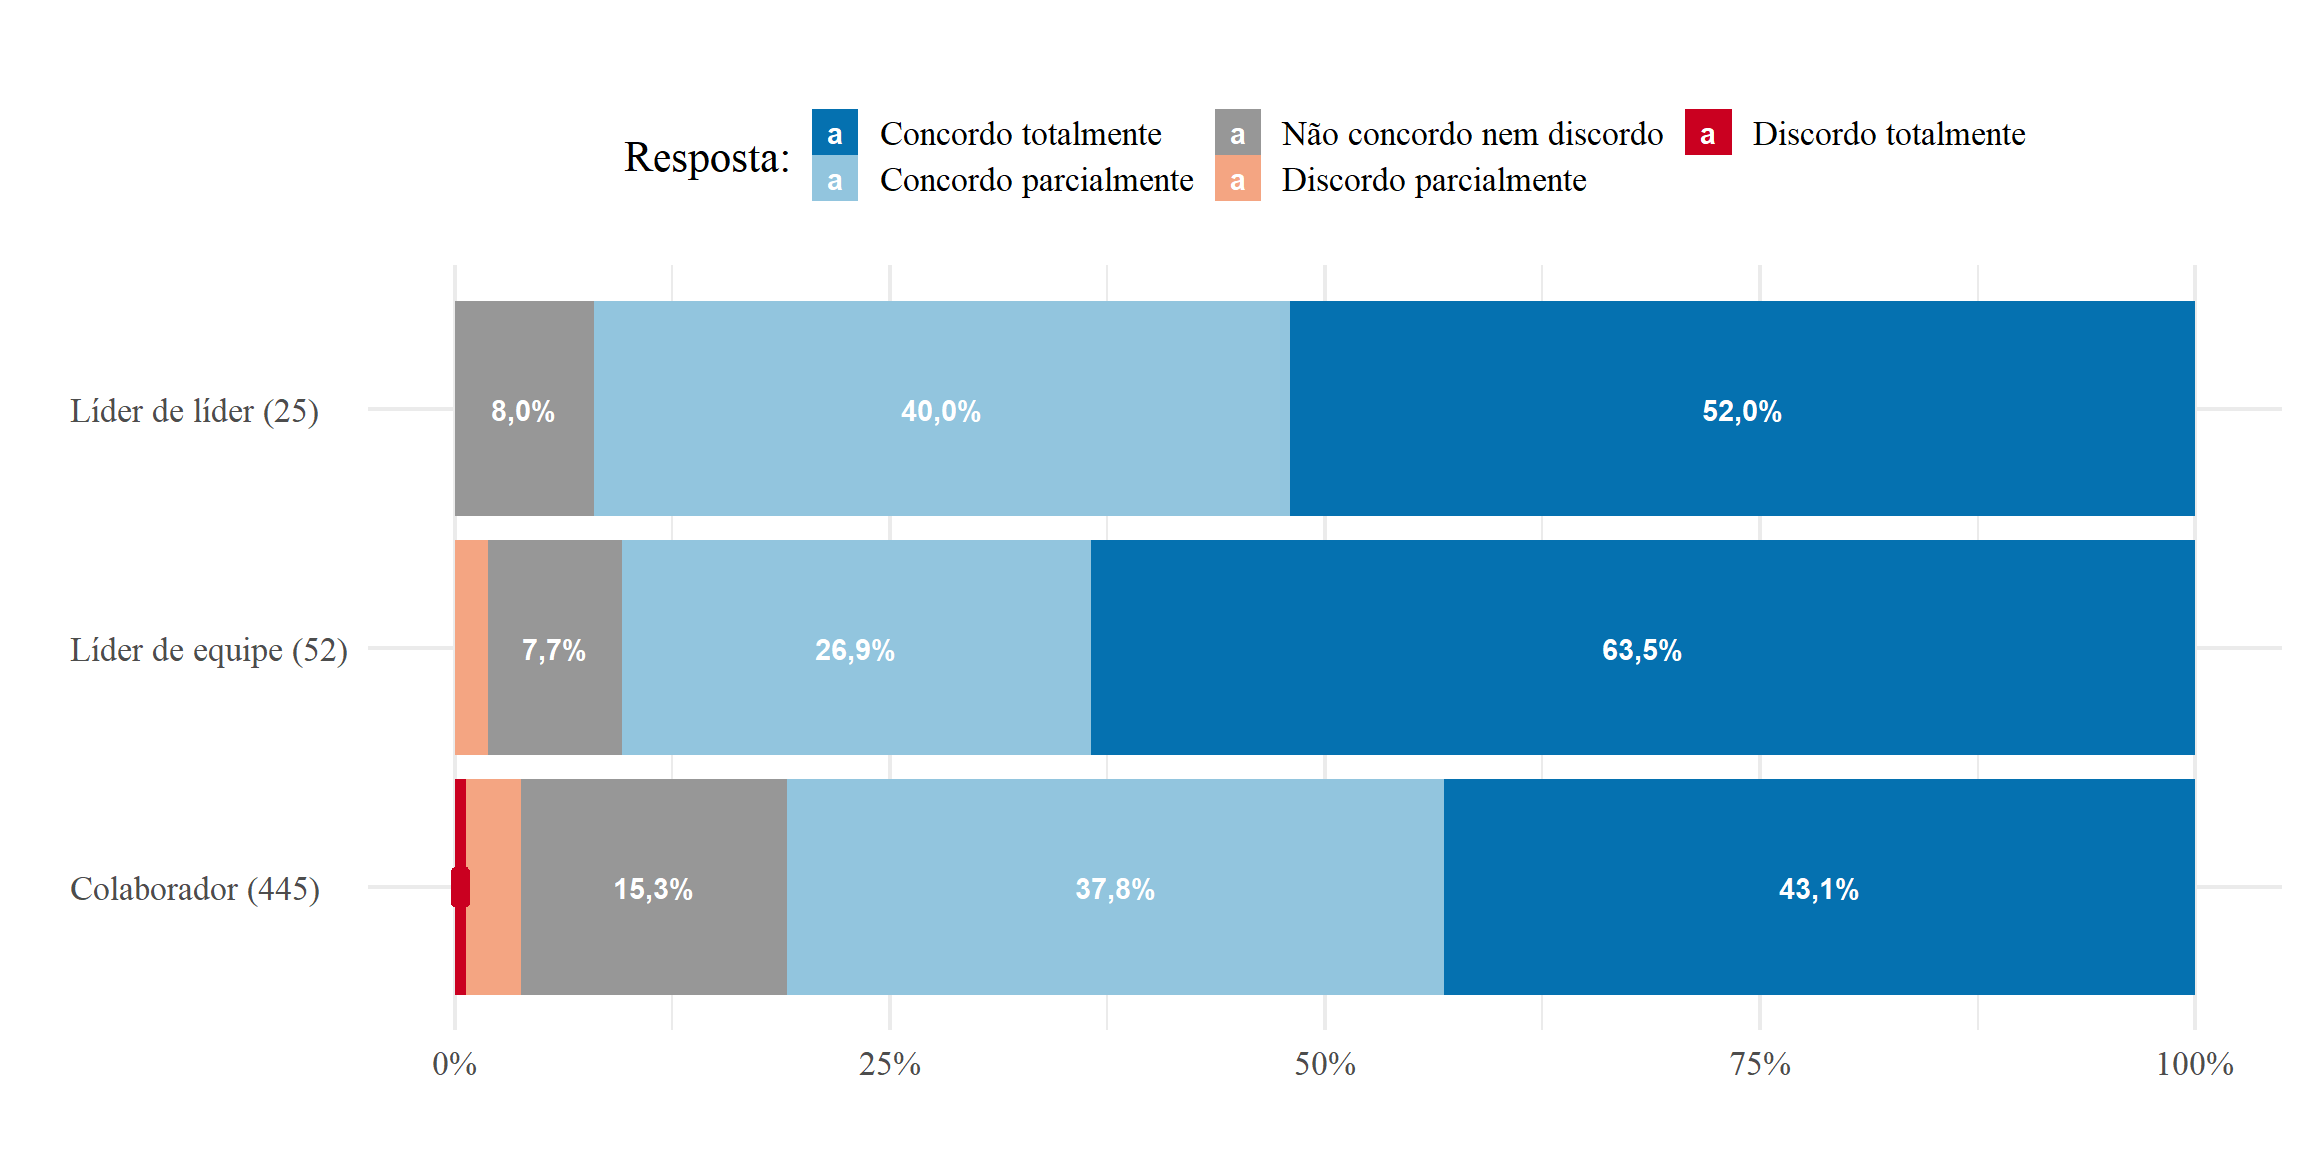 Resposta:
a Concordo totalmente
a Concordo parcialmente
a Não concordo nem discordo
a Discordo parcialmente
a Discordo totalmente
Líder de líder (25)
8,0% 40,0% 52,0%
Líder de equipe (52)
7,7% 26,9% 63,5%
Colaborador (445)
15,3% 37,8% 43,1%
0% 25% 50% 75% 100%